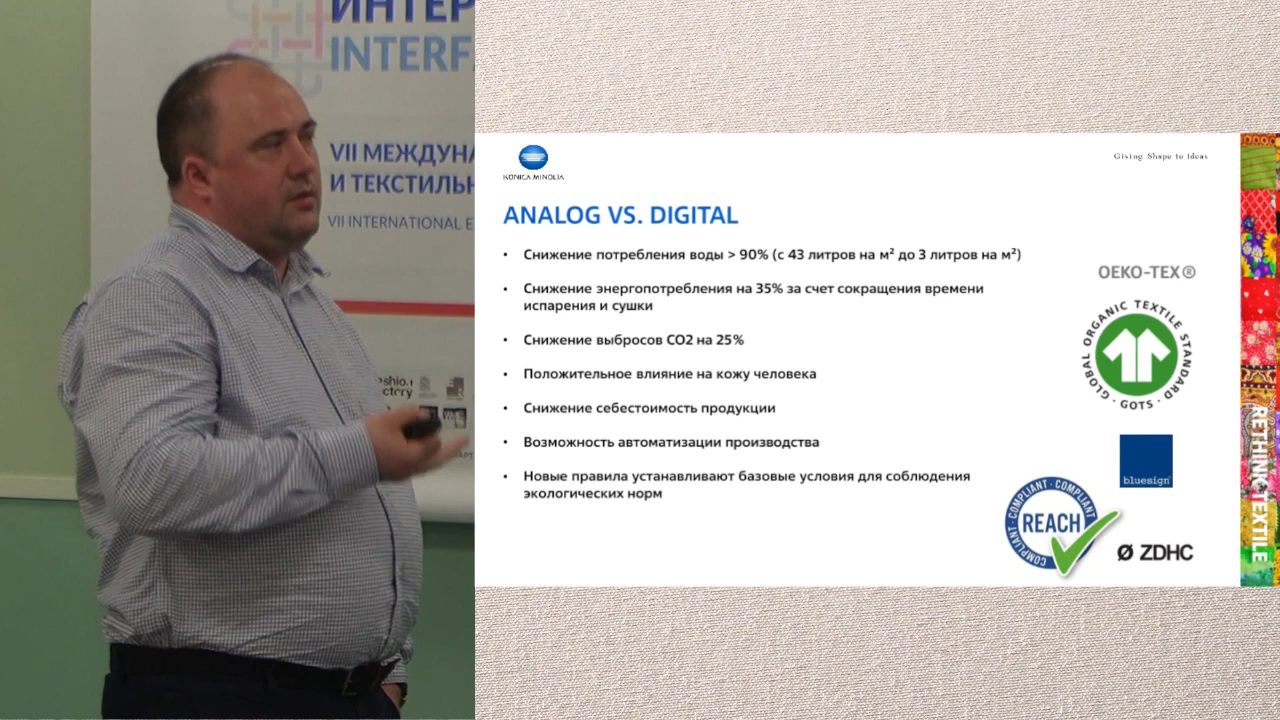 ИНТЕР
INTERF
VII МЕЖДУНА
И ТЕКСТИЛЬН
VII INTERNATIONAL E
KONICA MINOLTA
Giving Shape to Ideas
ANALOG VS. DIGITAL
• Снижение потребления воды > 90% (с 43 литров на м² до 3 литров на м²)
• Снижение энергопотребления на 35% за счет сокращения времени
испарения и сушки
• Снижение выбросов CO2 на 25%
• Положительное влияние на кожу человека
• Снижение себестоимость продукции
• Возможность автоматизации производства
• Новые правила устанавливают базовые условия для соблюдения
экологических норм
OEKO-TEX®
GLOBAL ORGANIC TEXTILE STANDARD · GOTS ·
bluesign®
COMPLIANT · COMPLIANT · COMPLIANT
REACH
ZDHC
RETHINK TEXTILE